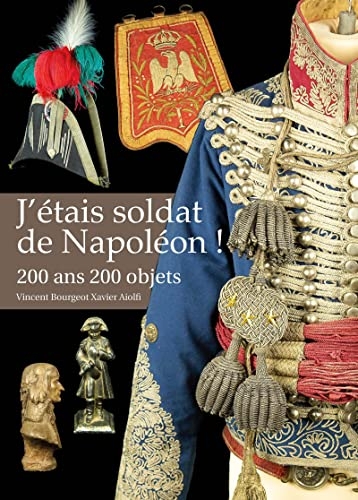 J'étais soldat
de Napoléon !
200 ans 200 objets
Vincent Bourgeot Xavier Aiolfi